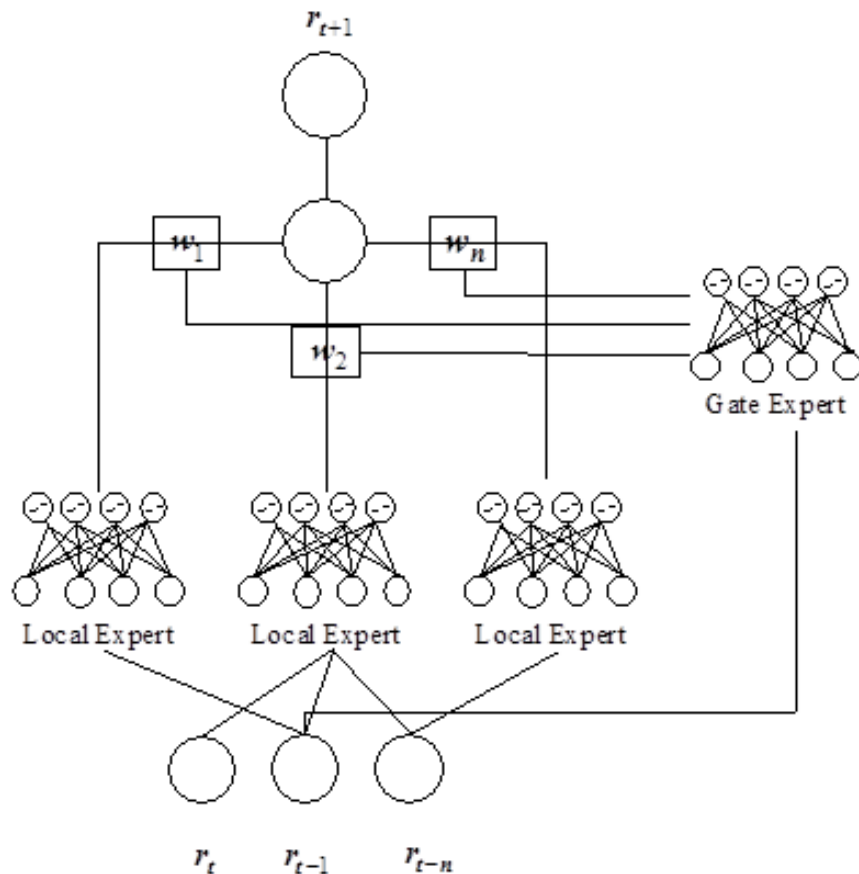 r_{t+1}
w_1
w_n
w_2
Gate Expert
Local Expert
Local Expert
Local Expert
r_t
r_{t-1}
r_{t-n}